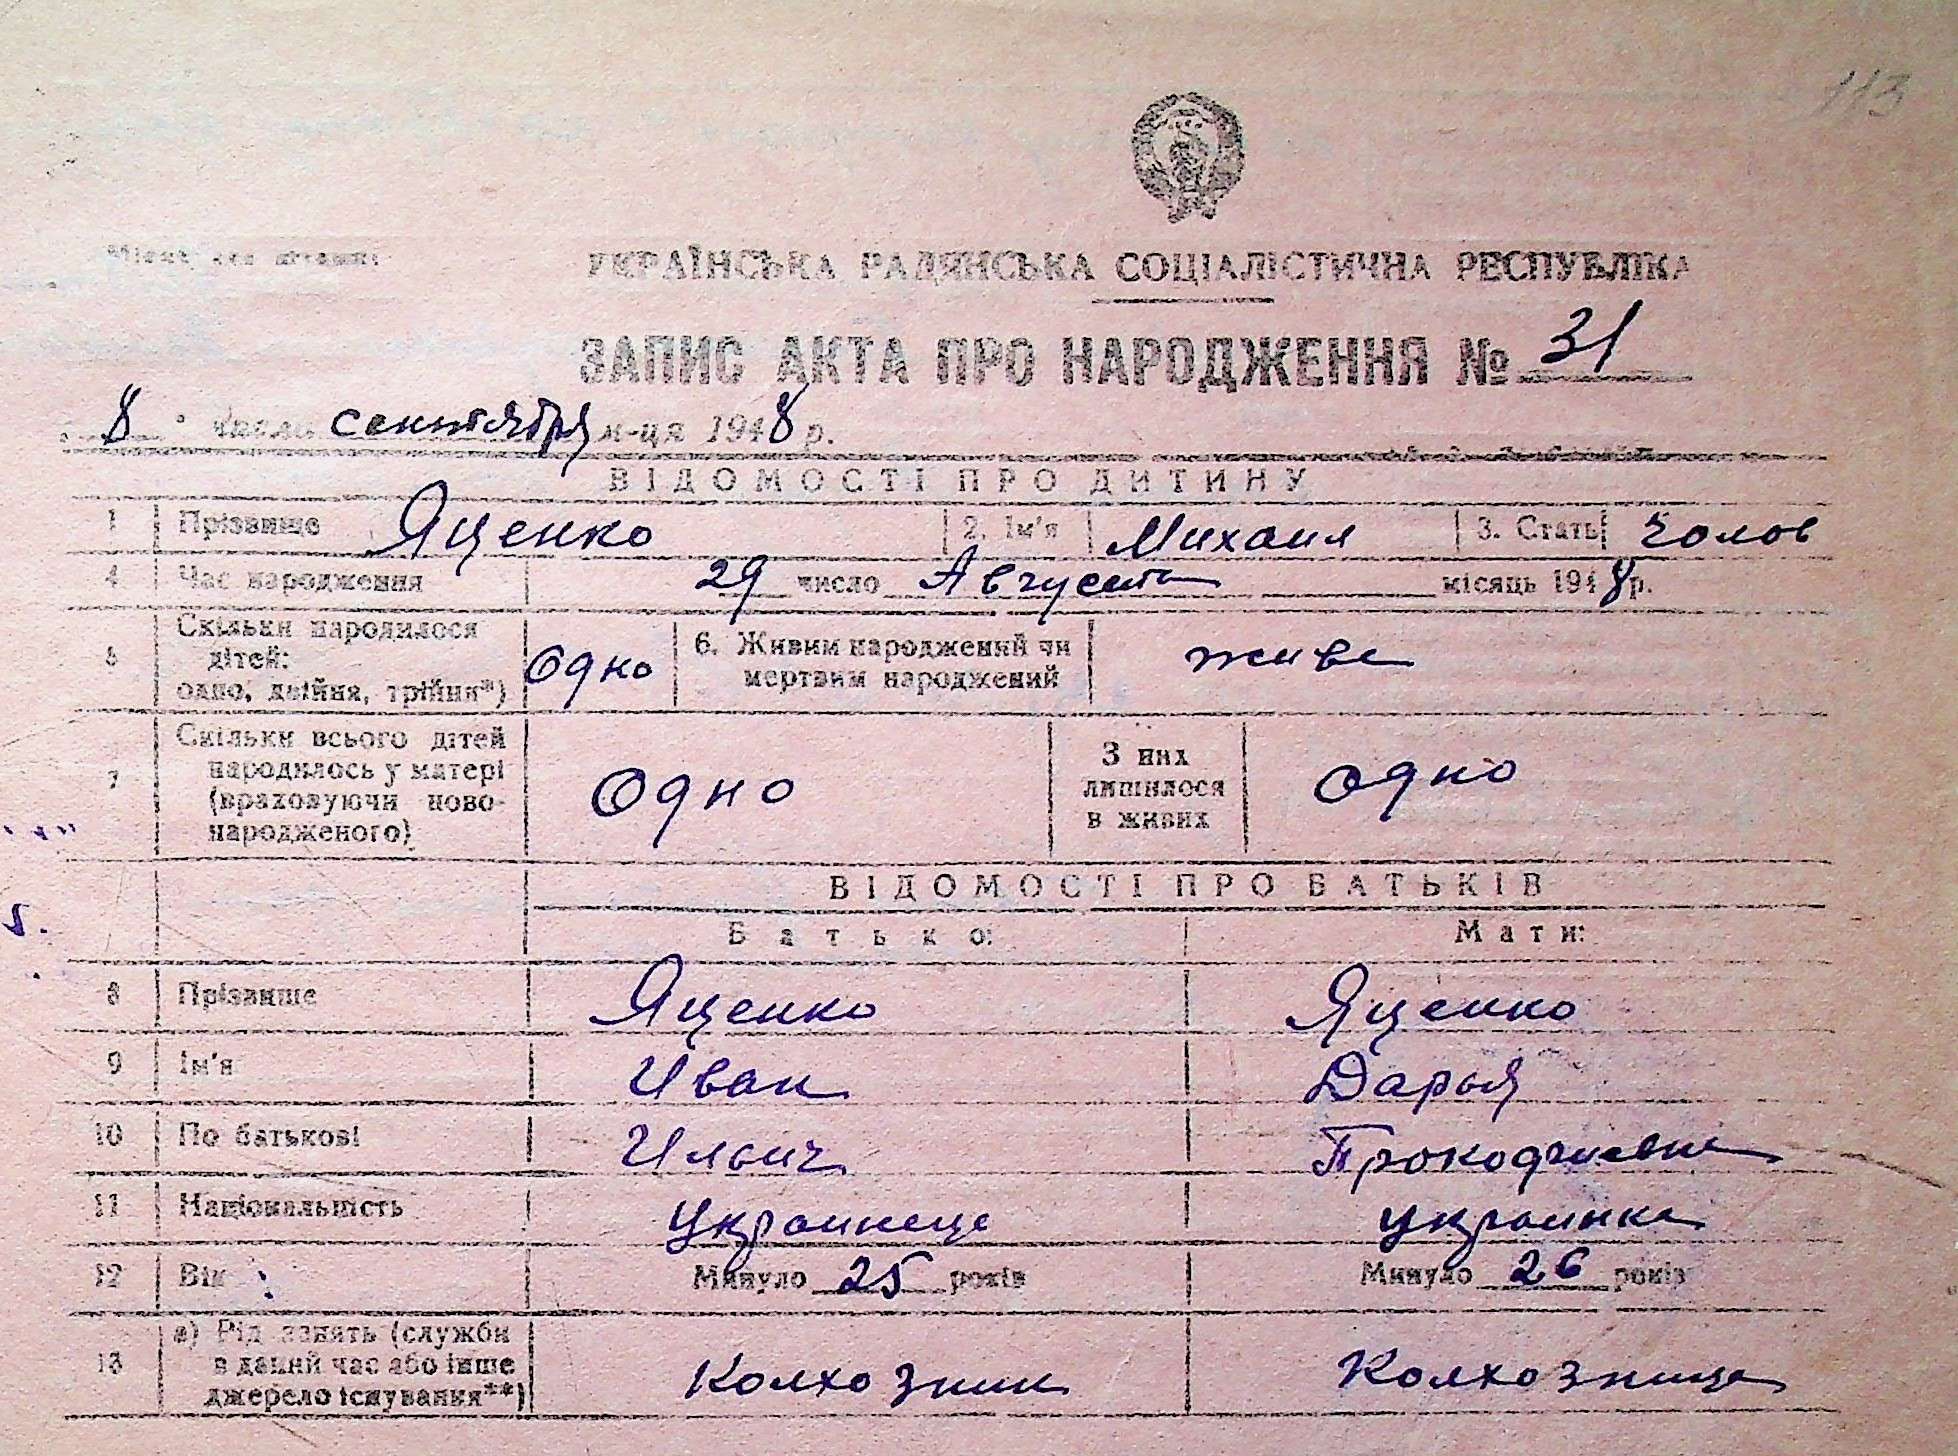 113
УКРАЇНСЬКА РАДЯНСЬКА СОЦІАЛІСТИЧНА РЕСПУБЛІКА
ЗАПИС АКТА ПРО НАРОДЖЕННЯ № 31
8 числа сентября м-ця 1948 р.
ВІДОМОСТІ ПРО ДИТИНУ
1 Прізвище Яценко 2. Ім'я Михаил 3. Стать чолов
4 Час народження 29 число Августа місяць 1948 р.
5 Скільки народилося дітей: одно, двійня, трійня*) Одно 6. Живим народжений чи мертвим народжений живе
7 Скільки всього дітей народилось у матері (враховуючи новонародженого) Одно З них лишилося в живих Одно
ВІДОМОСТІ ПРО БАТЬКІВ
Батько: Мати:
8 Прізвище Яценко Яценко
9 Ім'я Иван Дарья
10 По батькові Ильич Прокофиевна
11 Національність Украинець украинка
12 Вік Минуло 25 років Минуло 26 років
13 а) Рід занять (служби в даний час або інше джерело існування**) Колхозник Колхозница